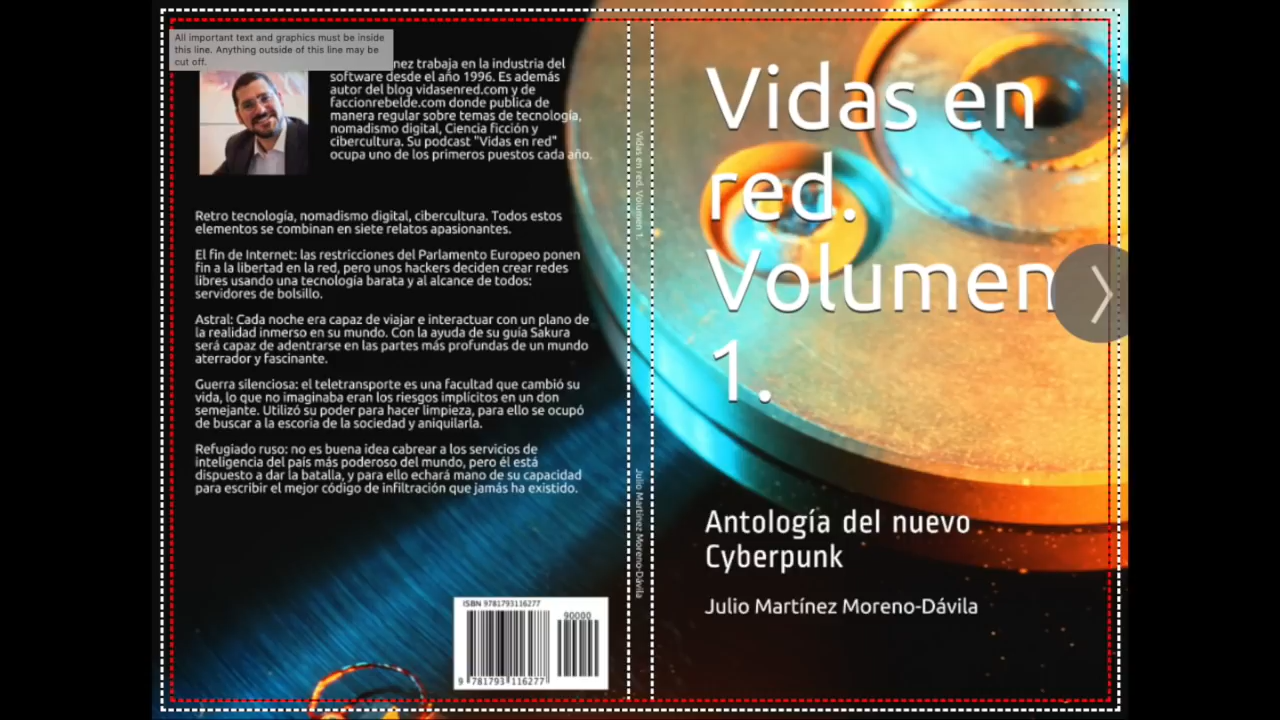 All important text and graphics must be inside
this line. Anything outside of this line may be
cut off.
nez trabaja en la industria del
software desde el año 1996. Es además
autor del blog vidasenred.com y de
faccionrebelde.com donde publica de
manera regular sobre temas de tecnología,
nomadismo digital, Ciencia ficción y
cibercultura. Su podcast "Vidas en red"
ocupa uno de los primeros puestos cada año.
Retro tecnología, nomadismo digital, cibercultura. Todos estos
elementos se combinan en siete relatos apasionantes.
El fin de Internet: las restricciones del Parlamento Europeo ponen
fin a la libertad en la red, pero unos hackers deciden crear redes
libres usando una tecnología barata y al alcance de todos:
servidores de bolsillo.
Astral: Cada noche era capaz de viajar e interactuar con un plano de
la realidad inmerso en su mundo. Con la ayuda de su guía Sakura
será capaz de adentrarse en las partes más profundas de un mundo
aterrador y fascinante.
Guerra silenciosa: el teletransporte es una facultad que cambió su
vida, lo que no imaginaba eran los riesgos implícitos en un don
semejante. Utilizó su poder para hacer limpieza, para ello se ocupó
de buscar a la escoria de la sociedad y aniquilarla.
Refugiado ruso: no es buena idea cabrear a los servicios de
inteligencia del país más poderoso del mundo, pero él está
dispuesto a dar la batalla, y para ello echará mano de su capacidad
para escribir el mejor código de infiltración que jamás ha existido.
ISBN 9781793116277
90000
9 781793 116277
Vidas en red. Volumen 1.
Julio Martínez Moreno-Dávila
Vidas en
red.
Volumen
1.
Antología del nuevo
Cyberpunk
Julio Martínez Moreno-Dávila